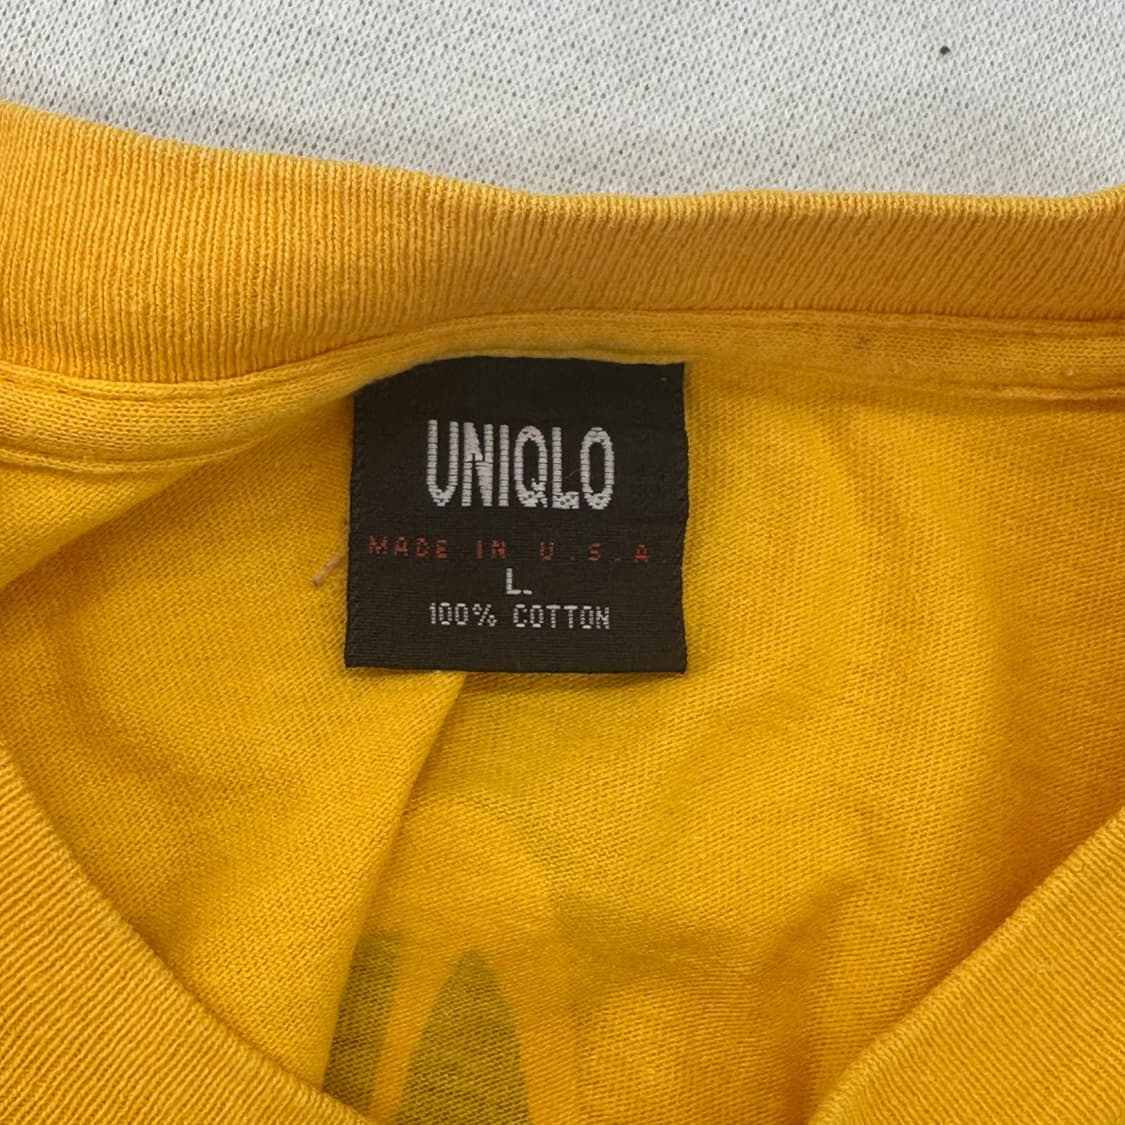 UNIQLO
MADE IN U.S.A.
L.
100% COTTON